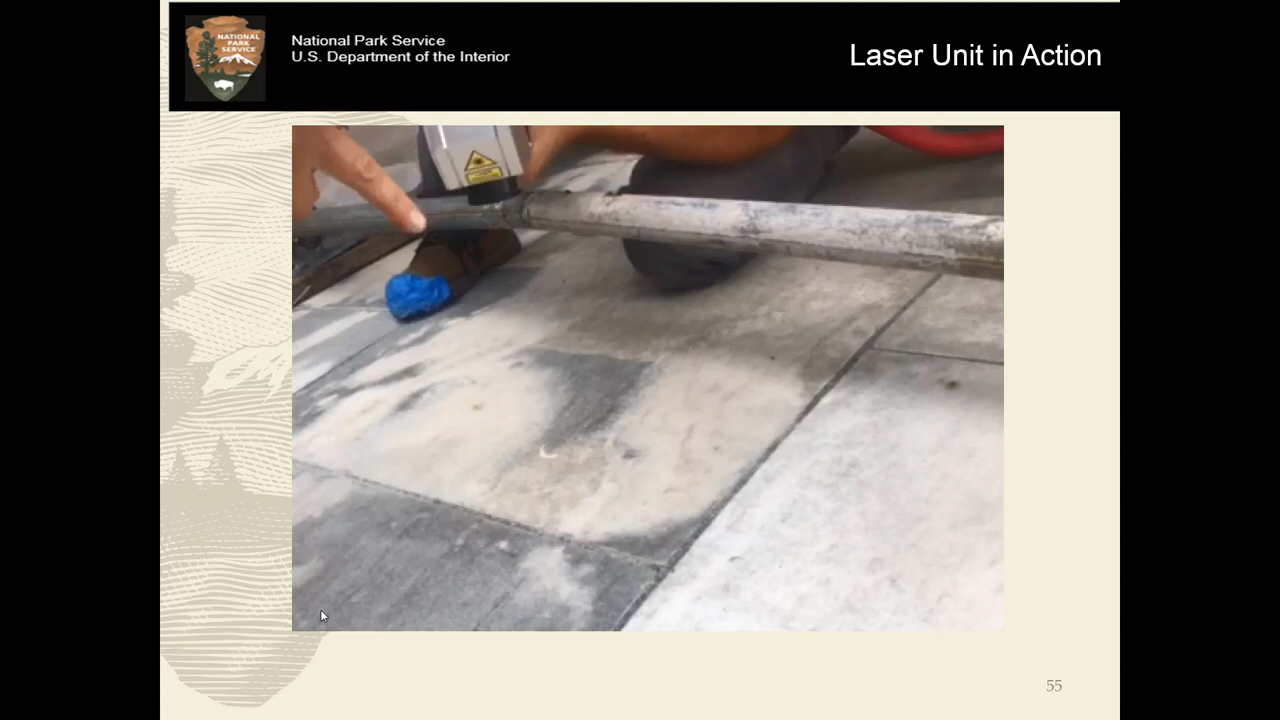 NATIONAL
PARK
SERVICE
National Park Service
U.S. Department of the Interior
Laser Unit in Action
55